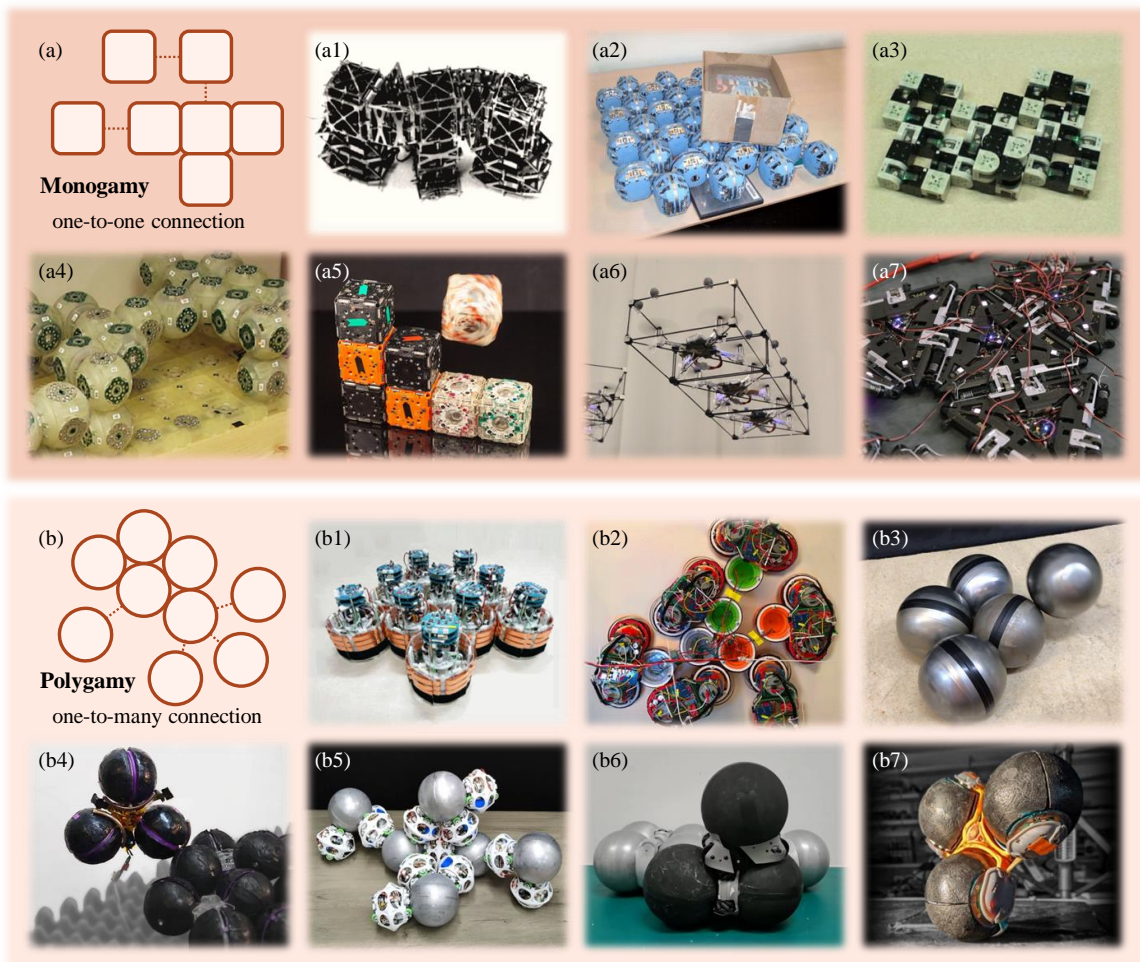 (a)
Monogamy
one-to-one connection
(a1)
(a2)
(a3)
(a4)
(a5)
(a6)
(a7)
(b)
Polygamy
one-to-many connection
(b1)
(b2)
(b3)
(b4)
(b5)
(b6)
(b7)